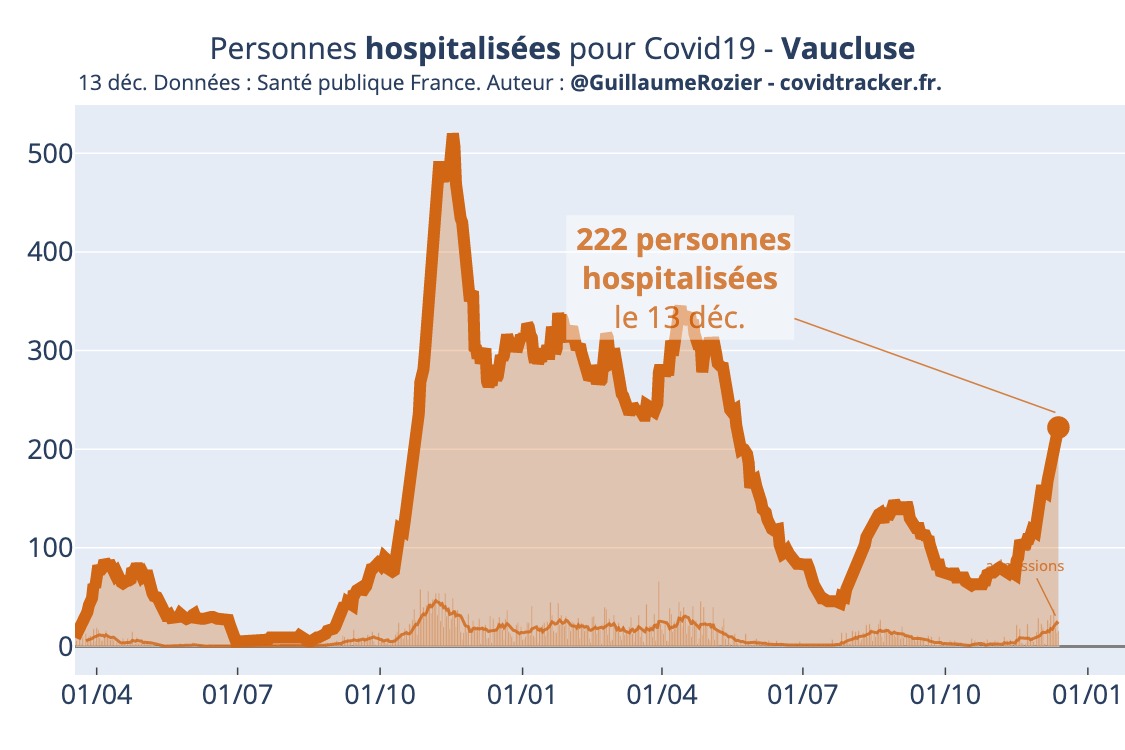 Personnes hospitalisées pour Covid19 - Vaucluse
13 déc. Données : Santé publique France. Auteur : @GuillaumeRozier - covidtracker.fr.
500
400
300
200
100
0
222 personnes
hospitalisées
le 13 déc.
admissions
01/04 01/07 01/10 01/01 01/04 01/07 01/10 01/01